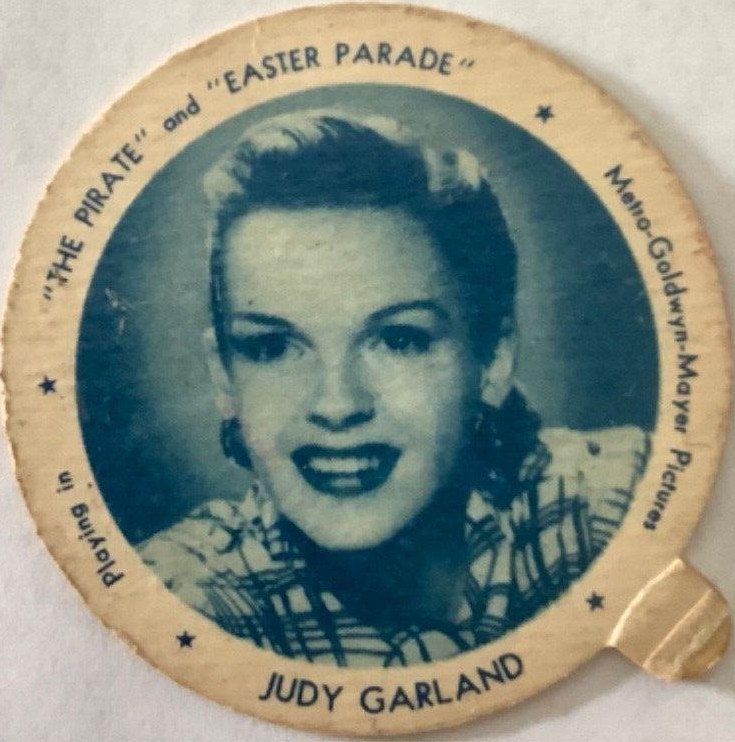 Playing in
"THE PIRATE" and "EASTER PARADE"
Metro-Goldwyn-Mayer Pictures
JUDY GARLAND